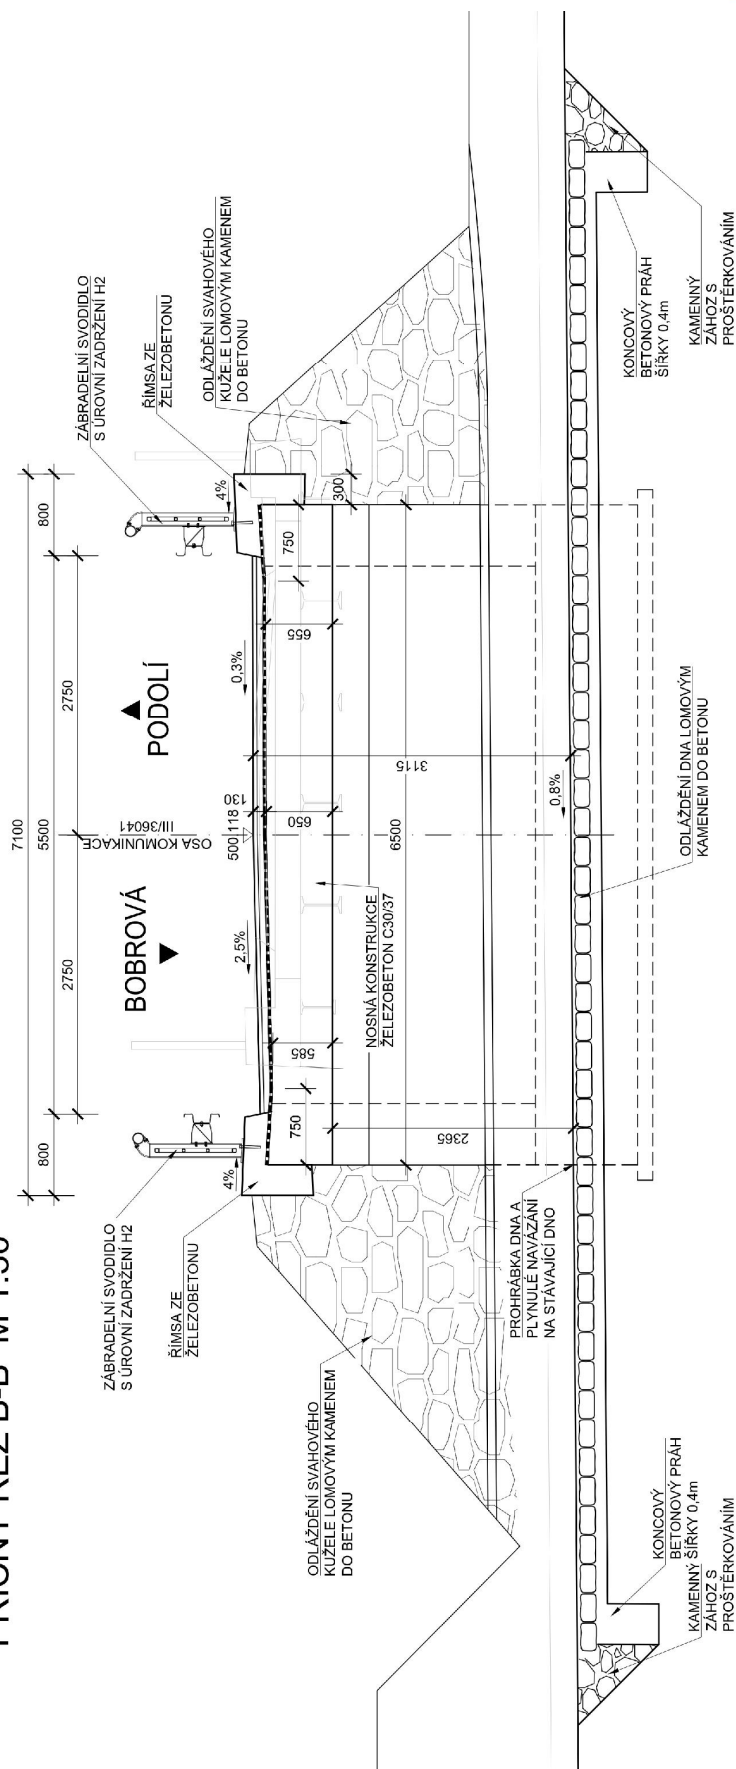 PŘÍČNÝ ŘEZ B-B' M 1:50
7100
800
5500
800
2750
2750
BOBROVÁ
PODOLÍ
OSA KOMUNIKACE
III/36041
ZÁBRADELNÍ SVODIDLO
S ÚROVNÍ ZADRŽENÍ H2
ŘÍMSA ZE
ŽELEZOBETONU
ZÁBRADELNÍ SVODIDLO
S ÚROVNÍ ZADRŽENÍ H2
ŘÍMSA ZE
ŽELEZOBETONU
ODLÁŽDĚNÍ SVAHOVÉHO
KUŽELE LOMOVÝM KAMENEM
DO BETONU
ODLÁŽDĚNÍ SVAHOVÉHO
KUŽELE LOMOVÝM KAMENEM
DO BETONU
4%
2,5%
0,3%
4%
500,118
130
750
585
650
655
750
300
NOSNÁ KONSTRUKCE
ŽELEZOBETON C30/37
6500
3115
2365
0,8%
PROHRÁBKA DNA A
PLYNULÉ NAVÁZÁNÍ
NA STÁVAJÍCÍ DNO
ODLÁŽDĚNÍ DNA LOMOVÝM
KAMENEM DO BETONU
KONCOVÝ
BETONOVÝ PRÁH
ŠÍŘKY 0,4m
KAMENNÝ
ZÁHOZ S
PROŠTĚRKOVÁNÍM
KONCOVÝ
BETONOVÝ PRÁH
ŠÍŘKY 0,4m
KAMENNÝ
ZÁHOZ S
PROŠTĚRKOVÁNÍM